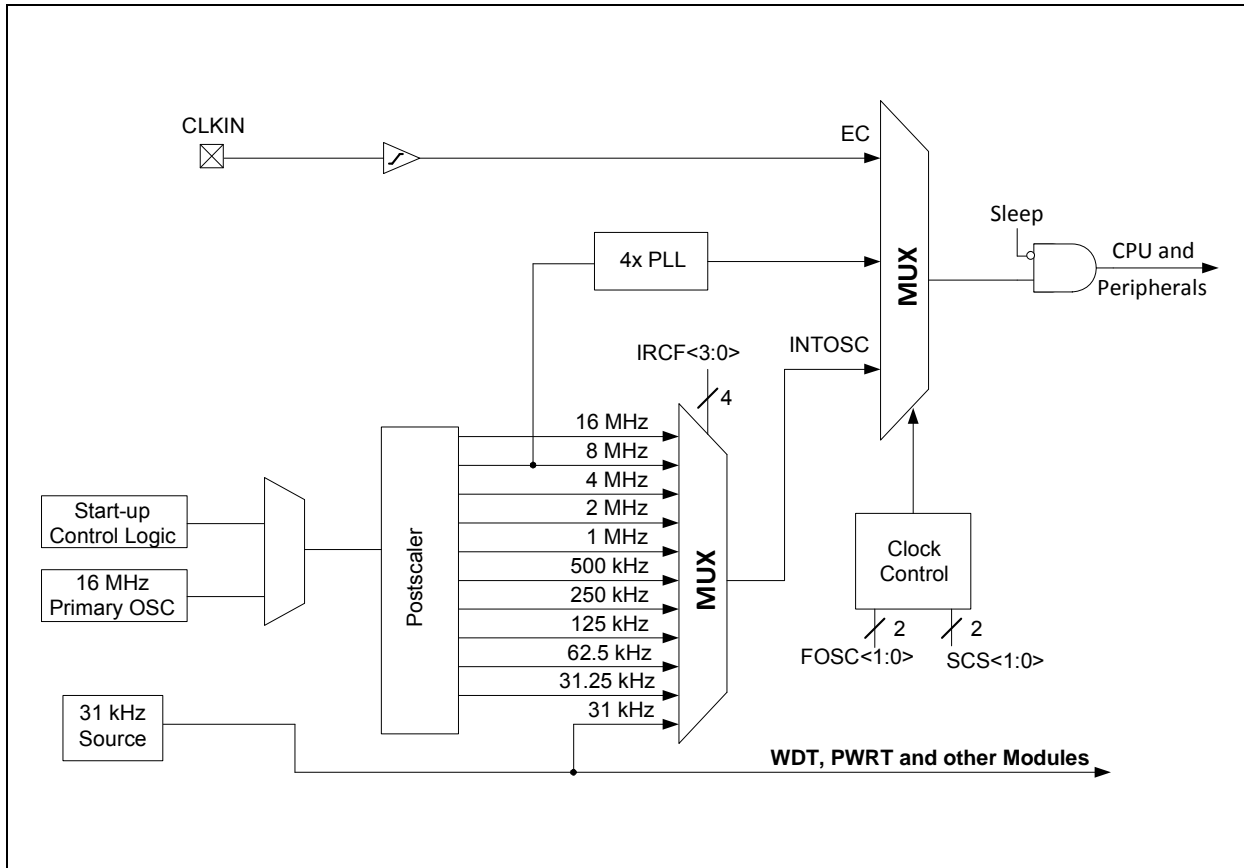 CLKIN
EC
Sleep
4x PLL
MUX
CPU and
Peripherals
IRCF<3:0>
INTOSC
4
16 MHz
8 MHz
4 MHz
2 MHz
1 MHz
500 kHz
250 kHz
125 kHz
62.5 kHz
31.25 kHz
31 kHz
Start-up
Control Logic
16 MHz
Primary OSC
Postscaler
MUX
Clock
Control
2
2
FOSC<1:0>
SCS<1:0>
31 kHz
Source
WDT, PWRT and other Modules